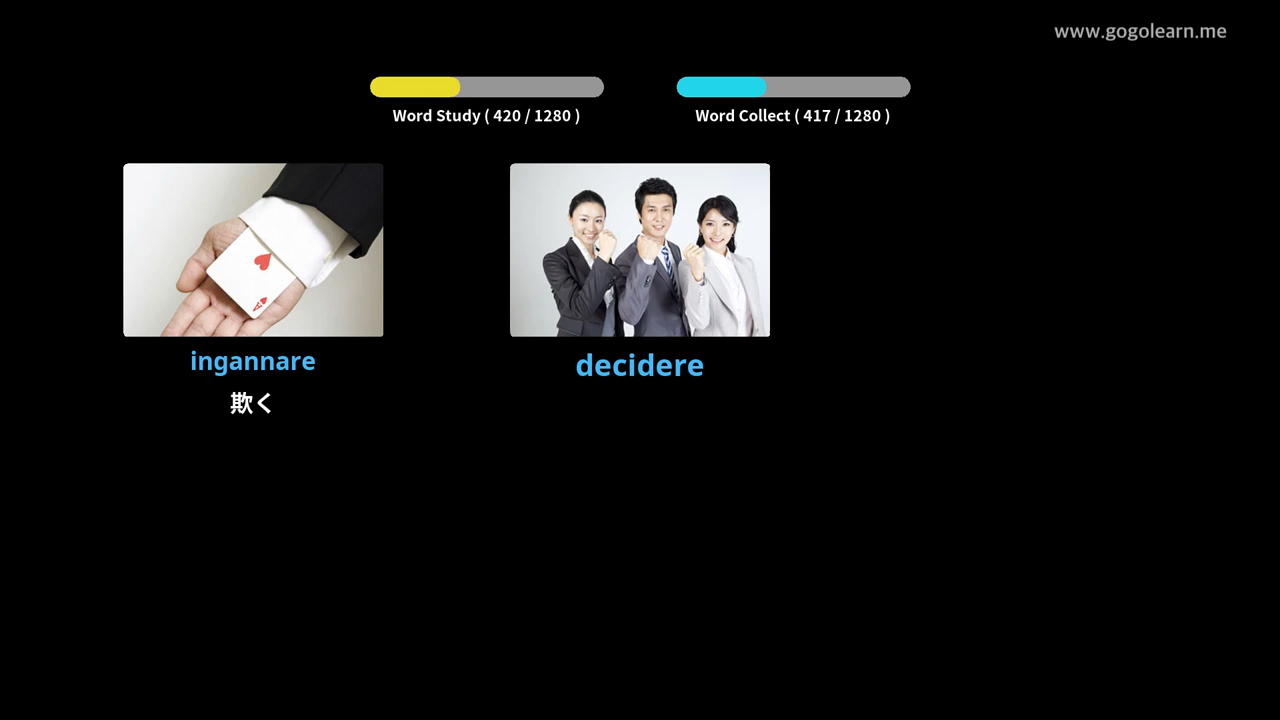 www.gogolearn.me
Word Study ( 420 / 1280 )
Word Collect ( 417 / 1280 )
A
ingannare
欺く
decidere